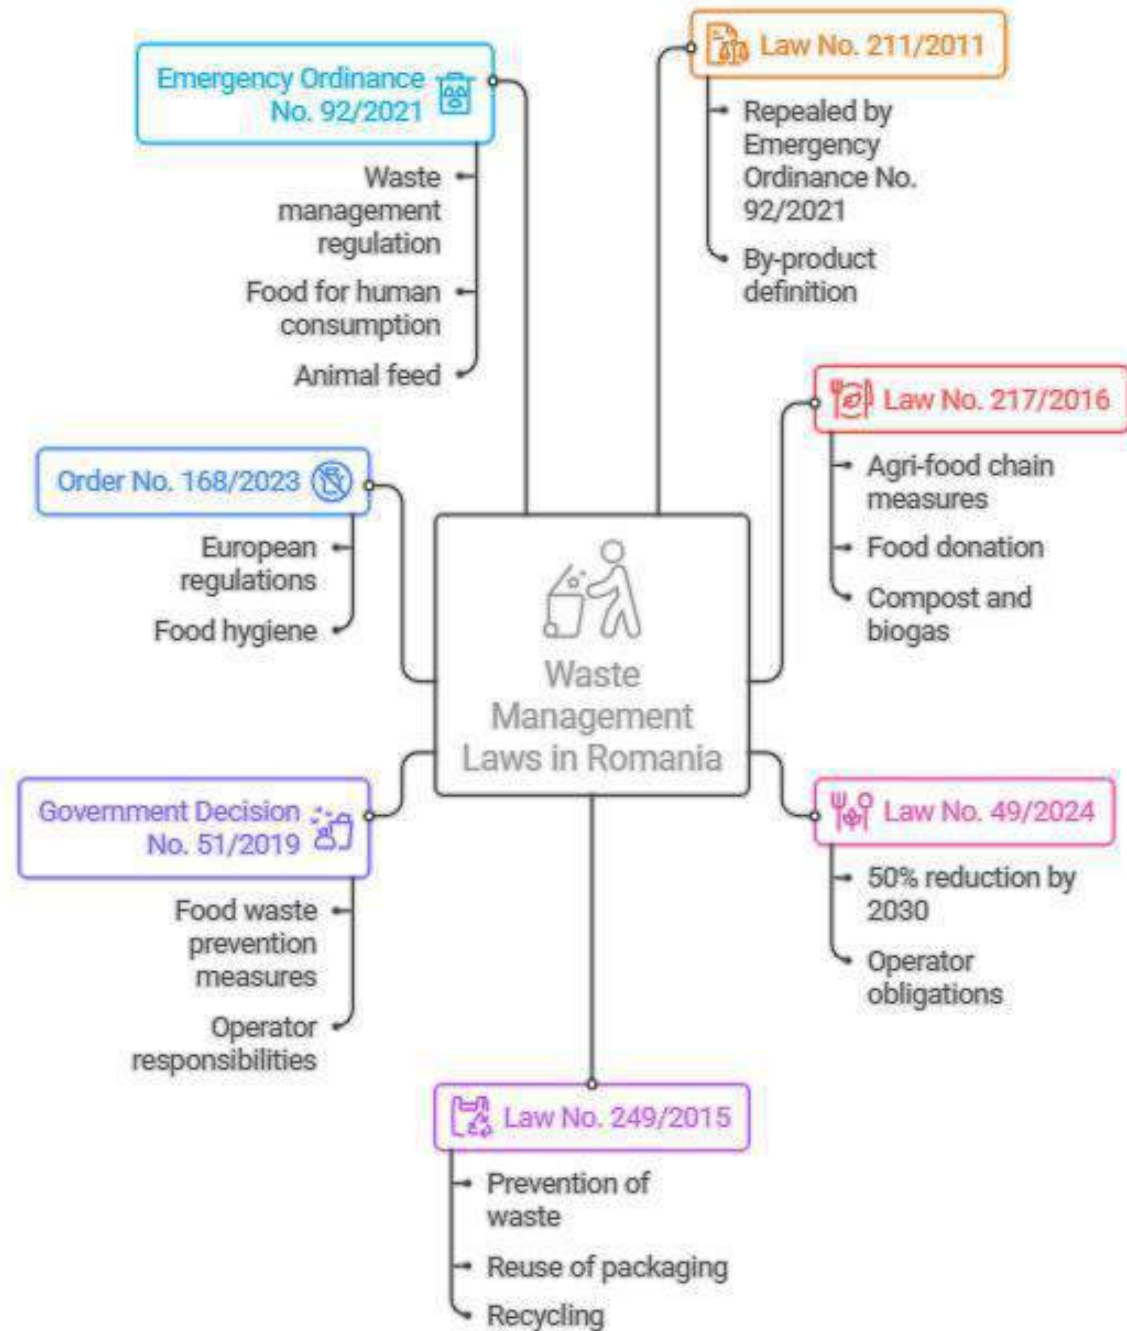 Emergency Ordinance
No. 92/2021
Waste
management
regulation
Food for human
consumption
Animal feed
Law No. 211/2011
Repealed by
Emergency
Ordinance No.
92/2021
By-product
definition
Order No. 168/2023
European
regulations
Food hygiene
Law No. 217/2016
Agri-food chain
measures
Food donation
Compost and
biogas
Waste
Management
Laws in Romania
Government Decision
No. 51/2019
Food waste
prevention
measures
Operator
responsibilities
Law No. 49/2024
50% reduction by
2030
Operator
obligations
Law No. 249/2015
Prevention of
waste
Reuse of packaging
Recycling